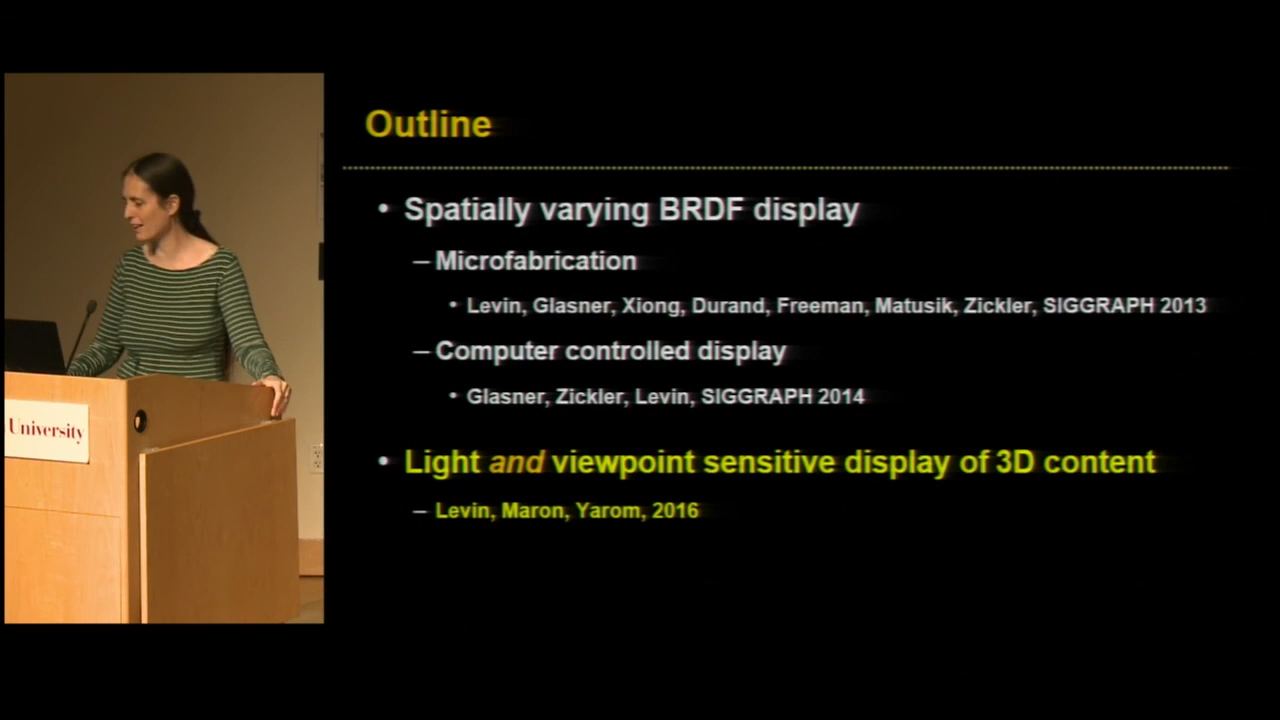 Outline
• Spatially varying BRDF display
– Microfabrication
• Levin, Glasner, Xiong, Durand, Freeman, Matusik, Zickler, SIGGRAPH 2013
– Computer controlled display
• Glasner, Zickler, Levin, SIGGRAPH 2014
• Light and viewpoint sensitive display of 3D content
– Levin, Maron, Yarom, 2016
University